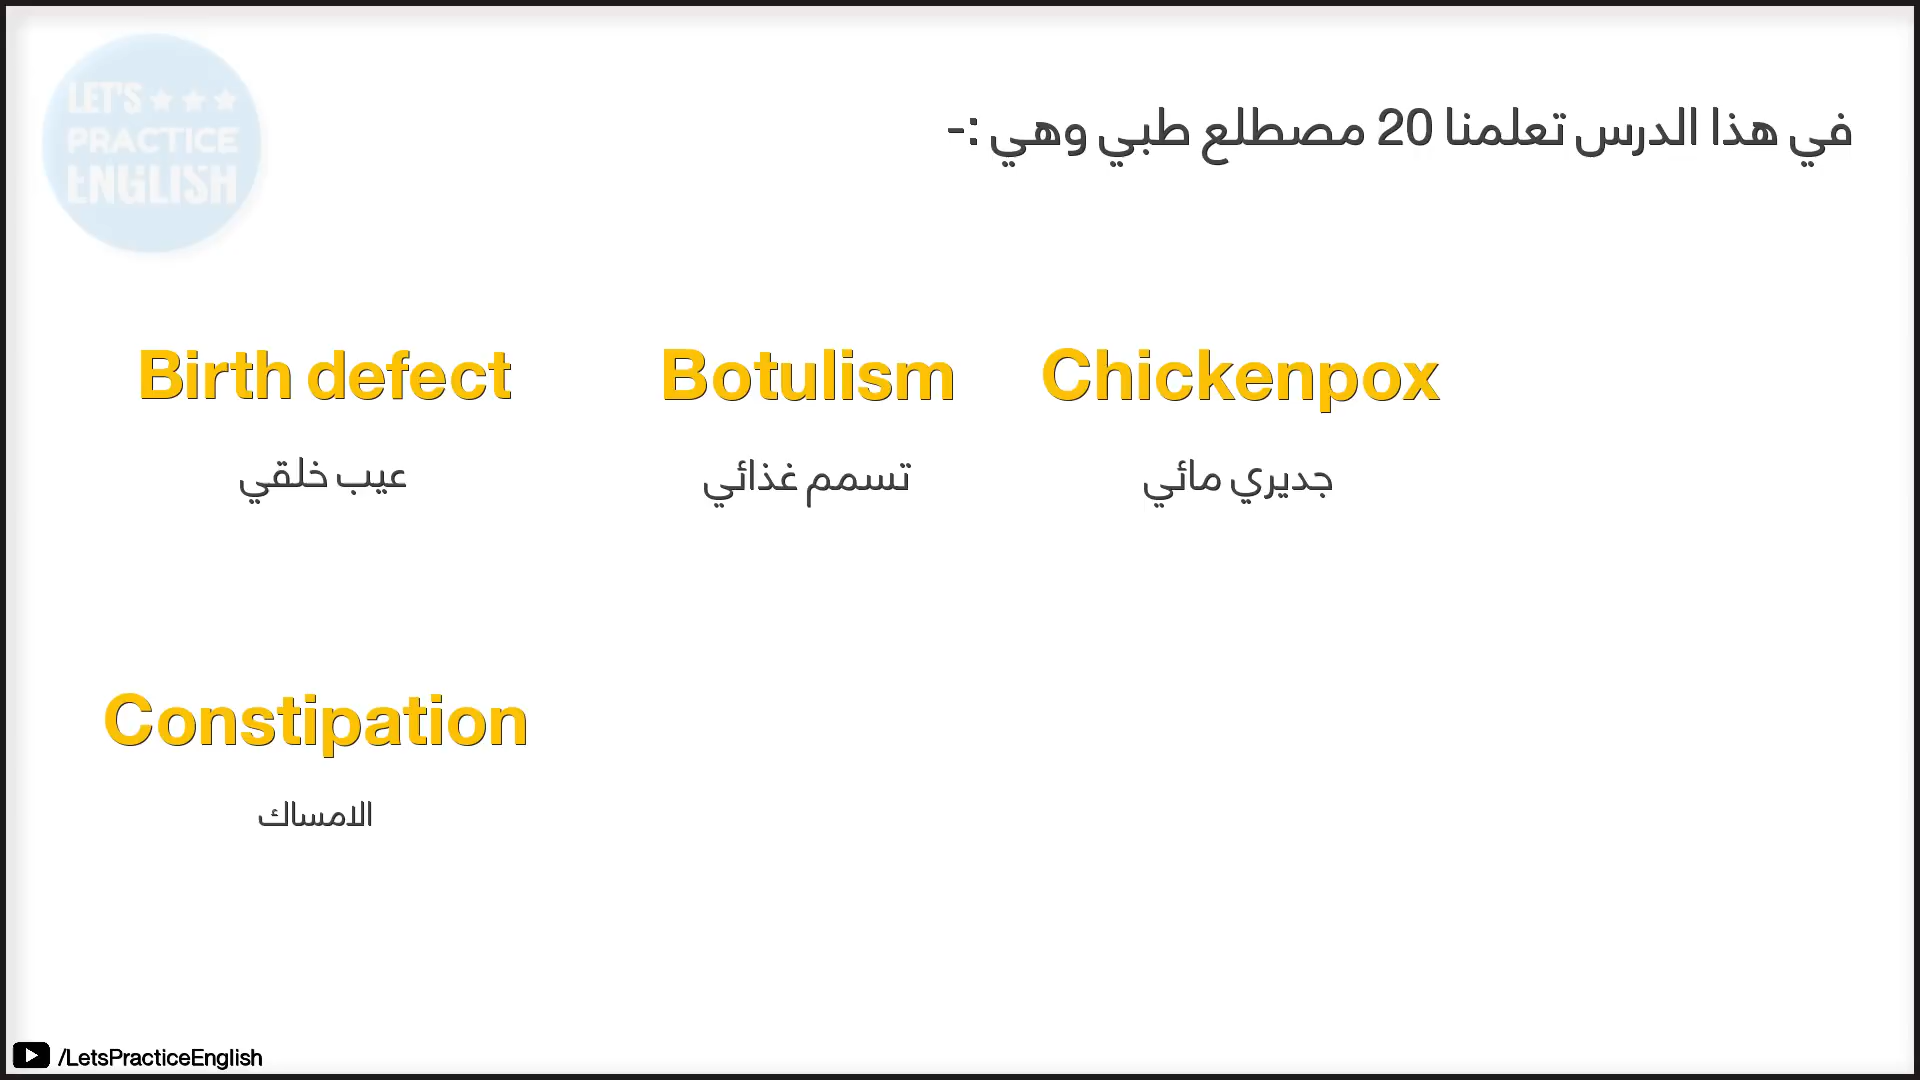 LET'S
PRACTICE
ENGLISH
في هذا الدرس تعلمنا 20 مصطلع طبي وهي :-
Birth defect Botulism Chickenpox
عيب خلقي تسمم غذائي جديري مائي
Constipation
الامساك
/LetsPracticeEnglish